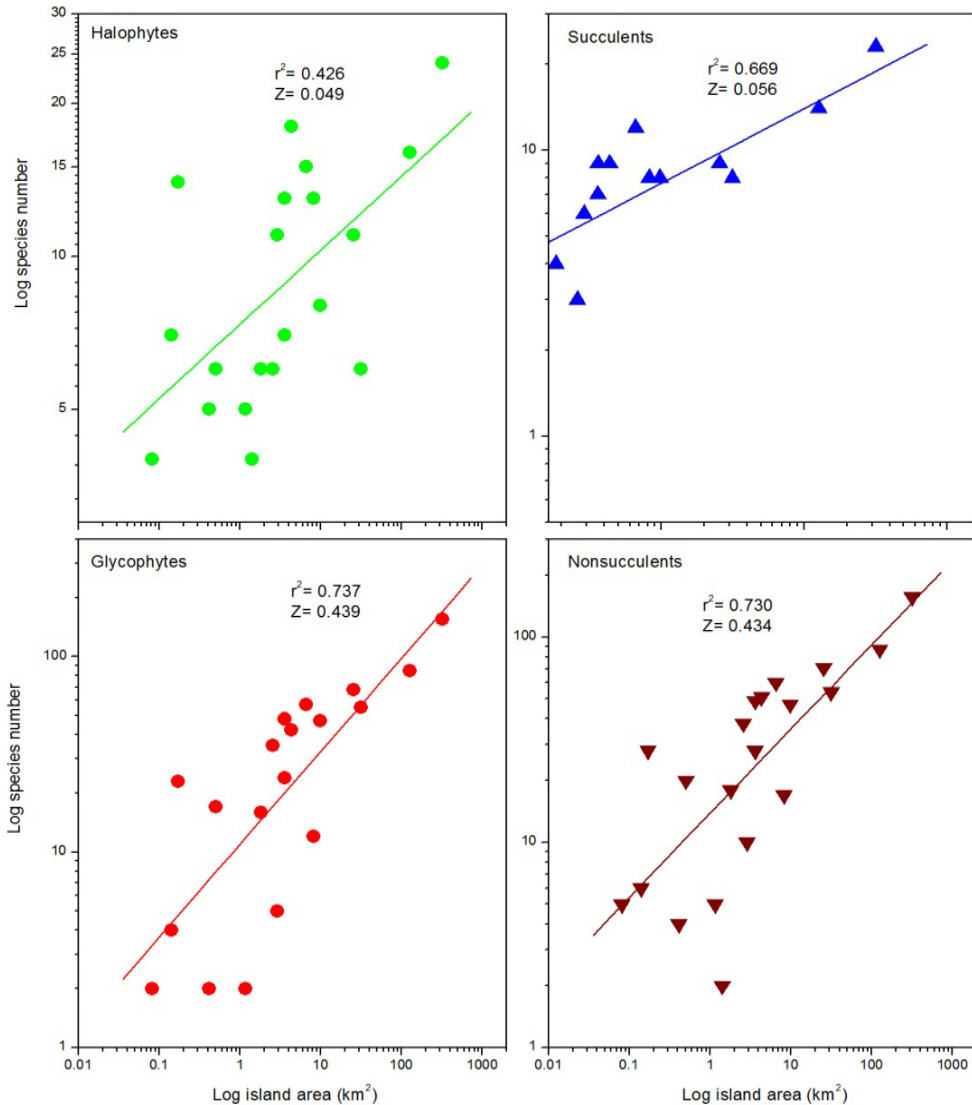 Halophytes
r²= 0.426
Z= 0.049
30
25
20
15
10
5
Log species number
Succulents
r²= 0.669
Z= 0.056
10
1
Glycophytes
r²= 0.737
Z= 0.439
100
10
1
Log species number
0.01 0.1 1 10 100 1000
Log island area (km²)
Nonsucculents
r²= 0.730
Z= 0.434
100
10
1
0.01 0.1 1 10 100 1000
Log island area (km²)